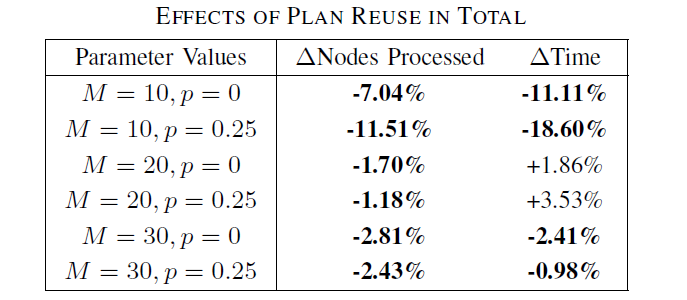 EFFECTS OF PLAN REUSE IN TOTAL
Parameter Values ΔNodes Processed ΔTime
M = 10, p = 0 -7.04% -11.11%
M = 10, p = 0.25 -11.51% -18.60%
M = 20, p = 0 -1.70% +1.86%
M = 20, p = 0.25 -1.18% +3.53%
M = 30, p = 0 -2.81% -2.41%
M = 30, p = 0.25 -2.43% -0.98%